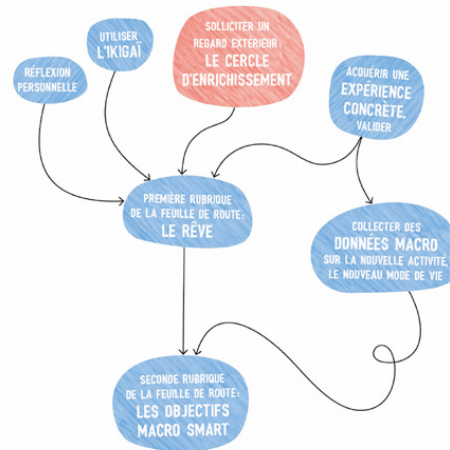 SOLLICITER UN
REGARD EXTÉRIEUR:
LE CERCLE
D'ENRICHISSEMENT
UTILISER
L'IKIGAÏ
RÉFLEXION
PERSONNELLE
ACQUÉRIR UNE
EXPÉRIENCE
CONCRÈTE,
VALIDER
PREMIÈRE RUBRIQUE
DE LA FEUILLE DE ROUTE:
LE RÊVE
COLLECTER DES
DONNÉES MACRO
SUR LA NOUVELLE ACTIVITÉ,
LE NOUVEAU MODE DE VIE
SECONDE RUBRIQUE
DE LA FEUILLE DE ROUTE:
LES OBJECTIFS
MACRO SMART